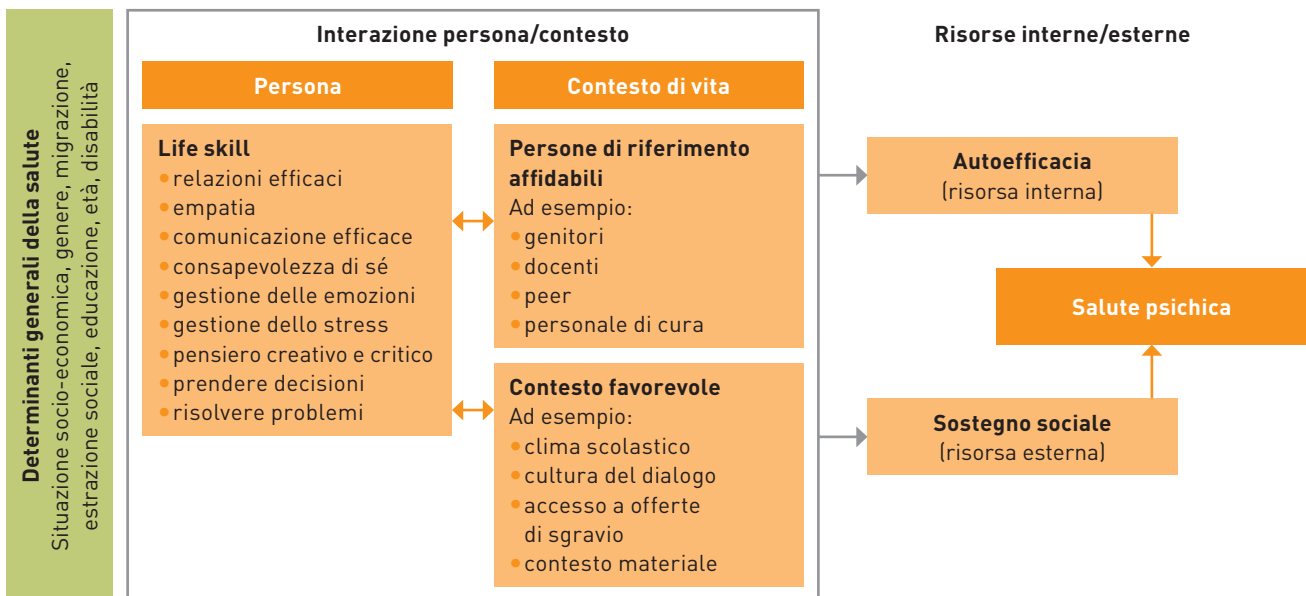 Determinanti generali della salute
Situazione socio-economica, genere, migrazione,
estrazione sociale, educazione, età, disabilità
Interazione persona/contesto
Persona
Life skill
• relazioni efficaci
• empatia
• comunicazione efficace
• consapevolezza di sé
• gestione delle emozioni
• gestione dello stress
• pensiero creativo e critico
• prendere decisioni
• risolvere problemi
Contesto di vita
Persone di riferimento
affidabili
Ad esempio:
• genitori
• docenti
• peer
• personale di cura
Contesto favorevole
Ad esempio:
• clima scolastico
• cultura del dialogo
• accesso a offerte
di sgravio
• contesto materiale
Risorse interne/esterne
Autoefficacia
(risorsa interna)
Salute psichica
Sostegno sociale
(risorsa esterna)